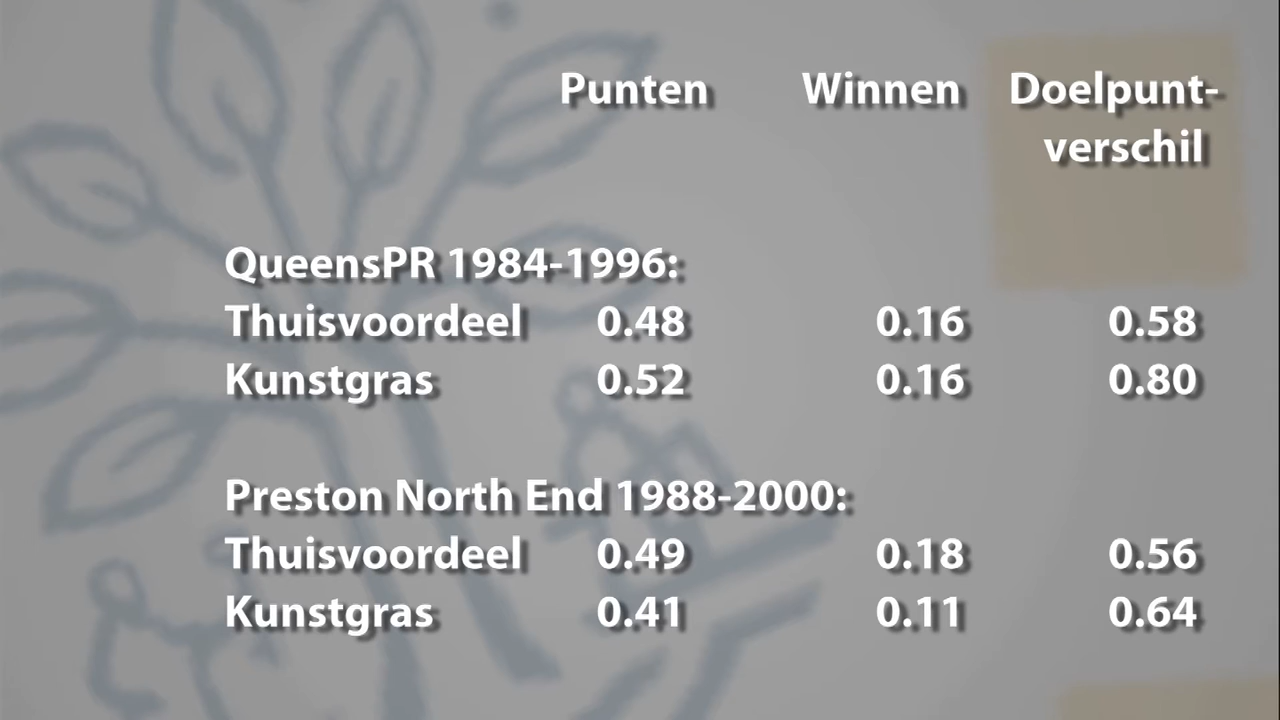 Punten Winnen Doelpunt-
verschil
QueensPR 1984-1996:
Thuisvoordeel 0.48 0.16 0.58
Kunstgras 0.52 0.16 0.80
Preston North End 1988-2000:
Thuisvoordeel 0.49 0.18 0.56
Kunstgras 0.41 0.11 0.64